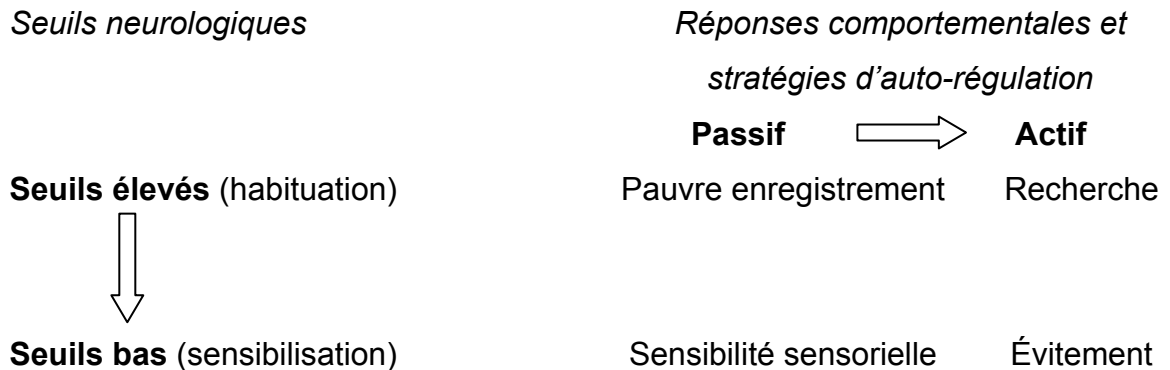 Seuils neurologiques Réponses comportementales et
stratégies d'auto-régulation
Passif Actif
Seuils élevés (habituation) Pauvre enregistrement Recherche
Seuils bas (sensibilisation) Sensibilité sensorielle Évitement